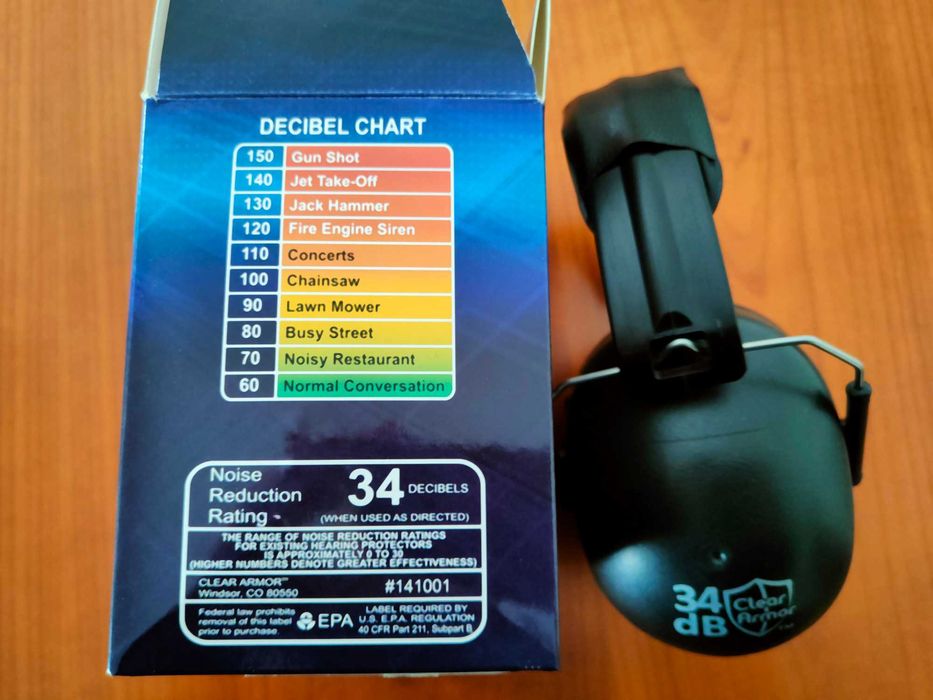 DECIBEL CHART
150 Gun Shot
140 Jet Take-Off
130 Jack Hammer
120 Fire Engine Siren
110 Concerts
100 Chainsaw
90 Lawn Mower
80 Busy Street
70 Noisy Restaurant
60 Normal Conversation
Noise
Reduction
Rating -
34 DECIBELS
(WHEN USED AS DIRECTED)
THE RANGE OF NOISE REDUCTION RATINGS
FOR EXISTING HEARING PROTECTORS
IS APPROXIMATELY 0 TO 30
(HIGHER NUMBERS DENOTE GREATER EFFECTIVENESS)
CLEAR ARMOR™
Windsor, CO 80550
#141001
Federal law prohibits
removal of this label
prior to purchase.
EPA
LABEL REQUIRED BY
U.S. E.P.A. REGULATION
40 CFR Part 211, Subpart B
34
dB
Clear
Armor
™